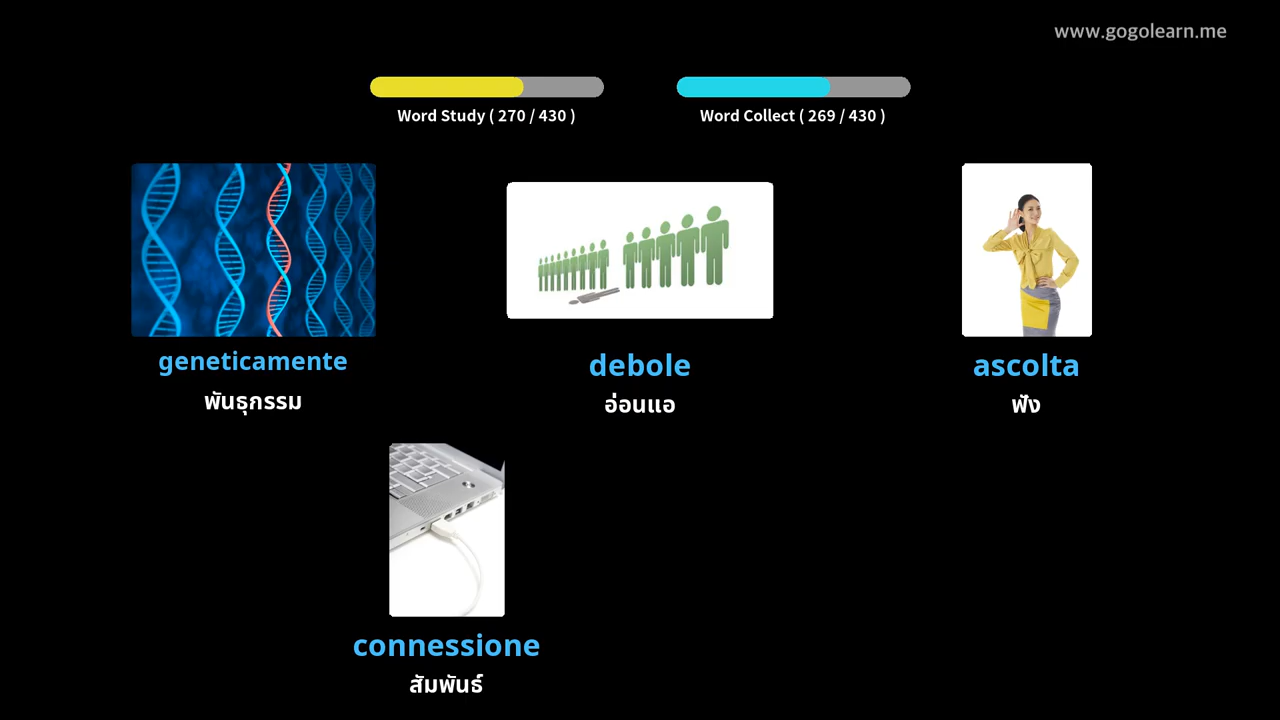 www.gogolearn.me
Word Study ( 270 / 430 )
Word Collect ( 269 / 430 )
geneticamente
พันธุกรรม
debole
อ่อนแอ
ascolta
ฟัง
connessione
สัมพันธ์